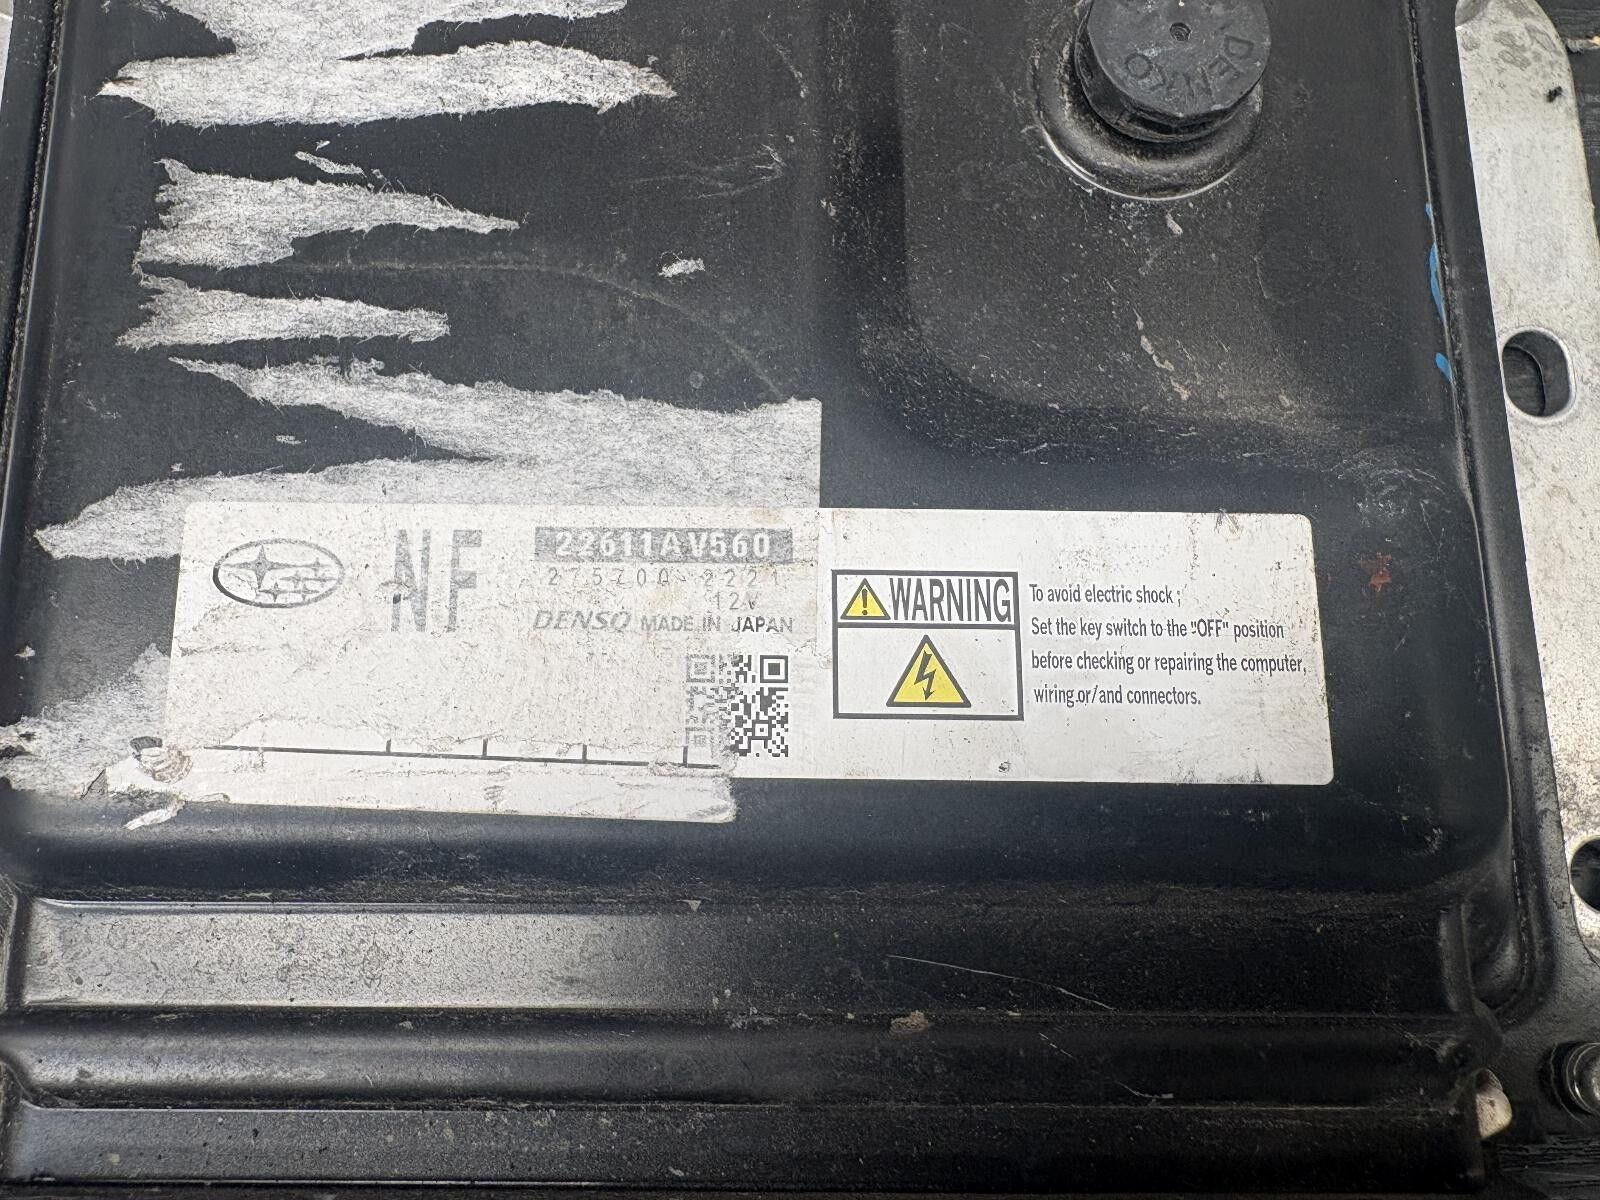 DENSO
NF
22611AV560
275700-2221
12V
DENSO MADE IN JAPAN
WARNING
To avoid electric shock ;
Set the key switch to the "OFF" position
before checking or repairing the computer,
wiring or/and connectors.